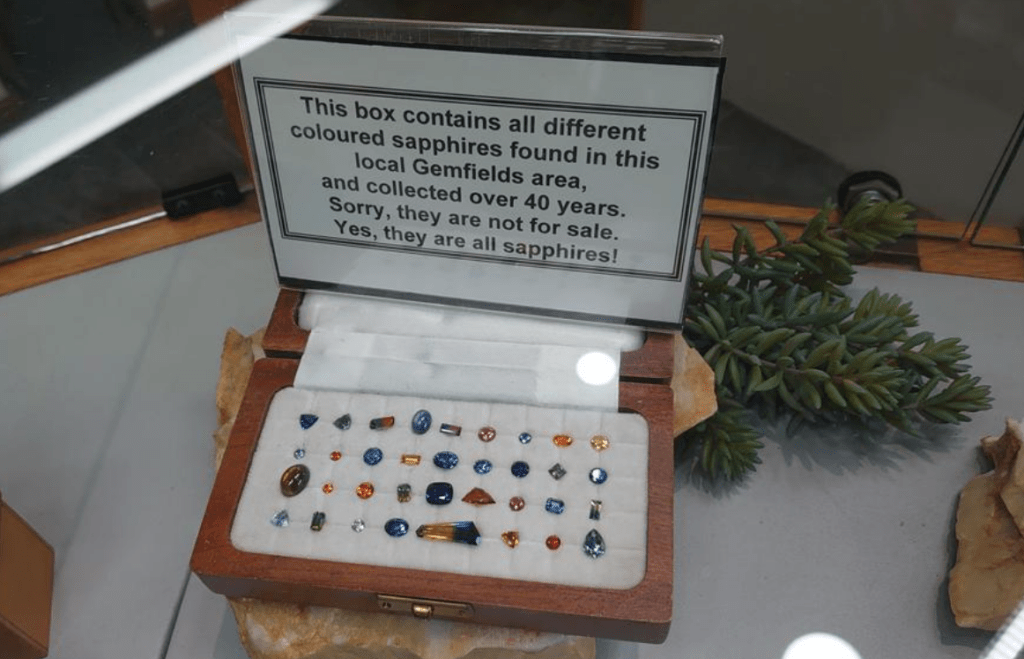 This box contains all different
coloured sapphires found in this
local Gemfields area,
and collected over 40 years.
Sorry, they are not for sale.
Yes, they are all sapphires!